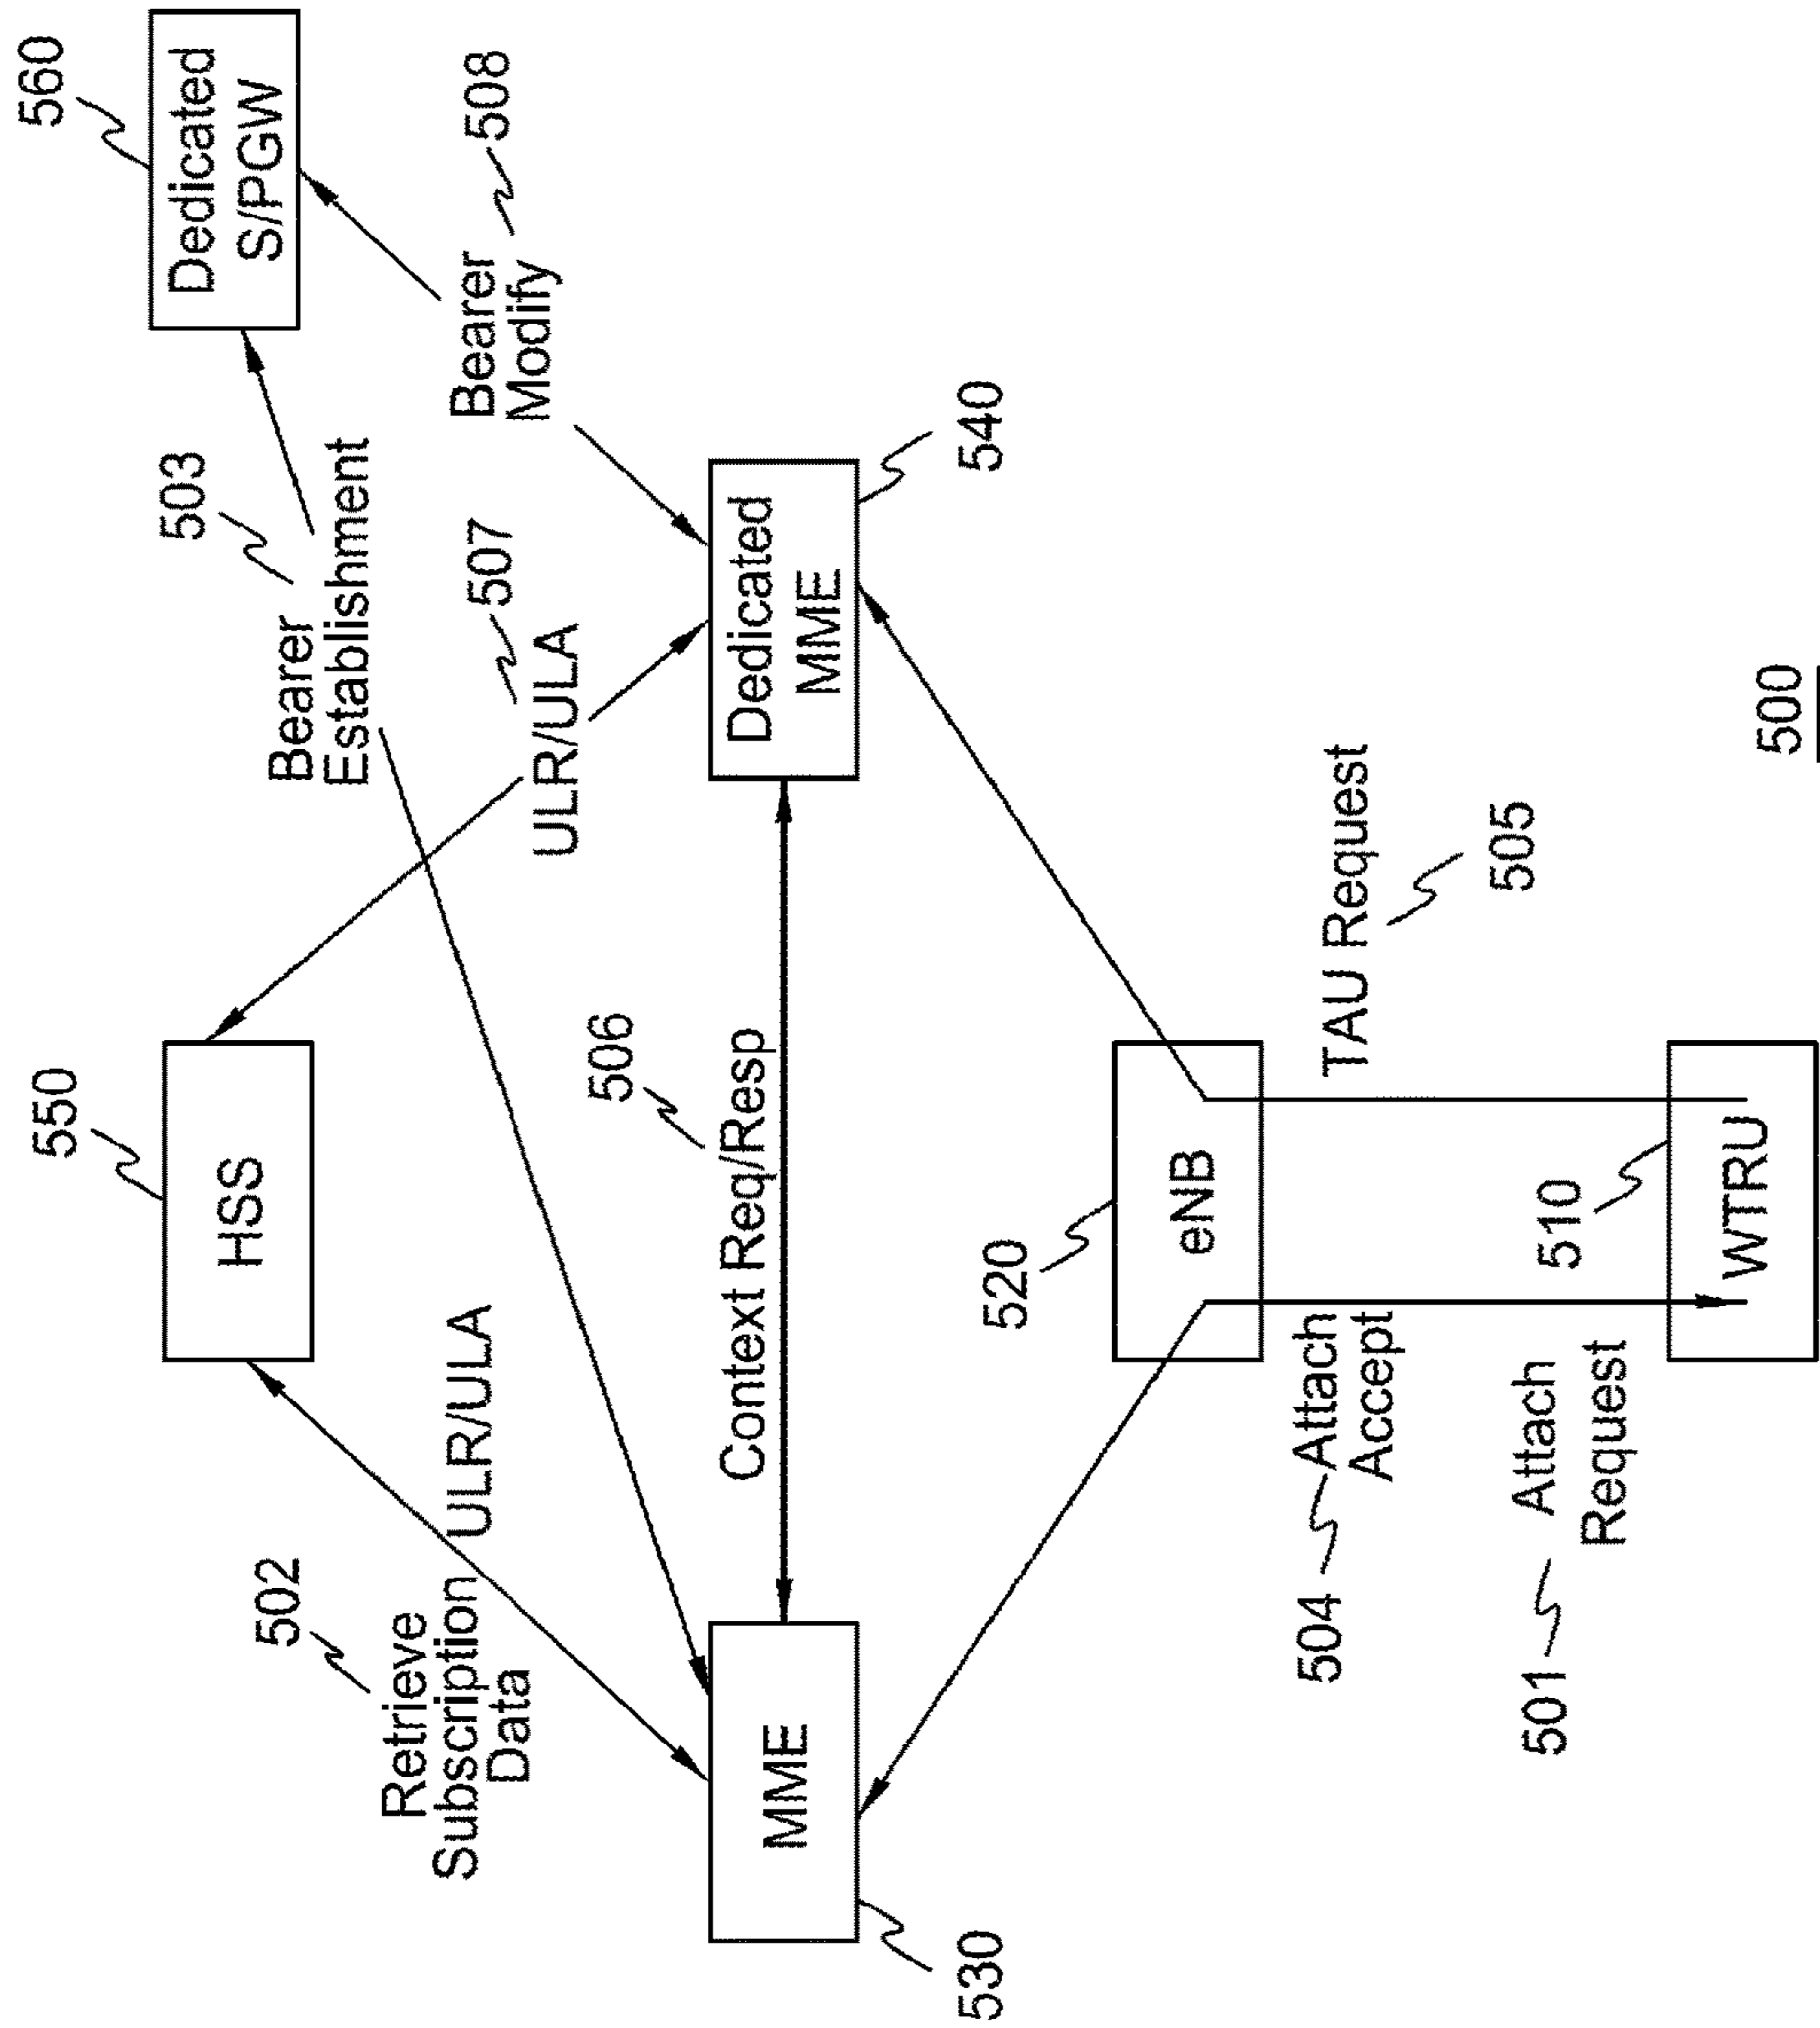 560
Dedicated
S/PGW
503
Bearer
Establishment
508
Bearer
Modify
550
HSS
502
Retrieve
Subscription
Data
ULR/ULA
507
ULR/ULA
506
Context Req/Resp
MME
530
Dedicated
MME
540
520
eNB
504
Attach
Accept
501
Attach
Request
TAU Request
505
510
WTRU
500